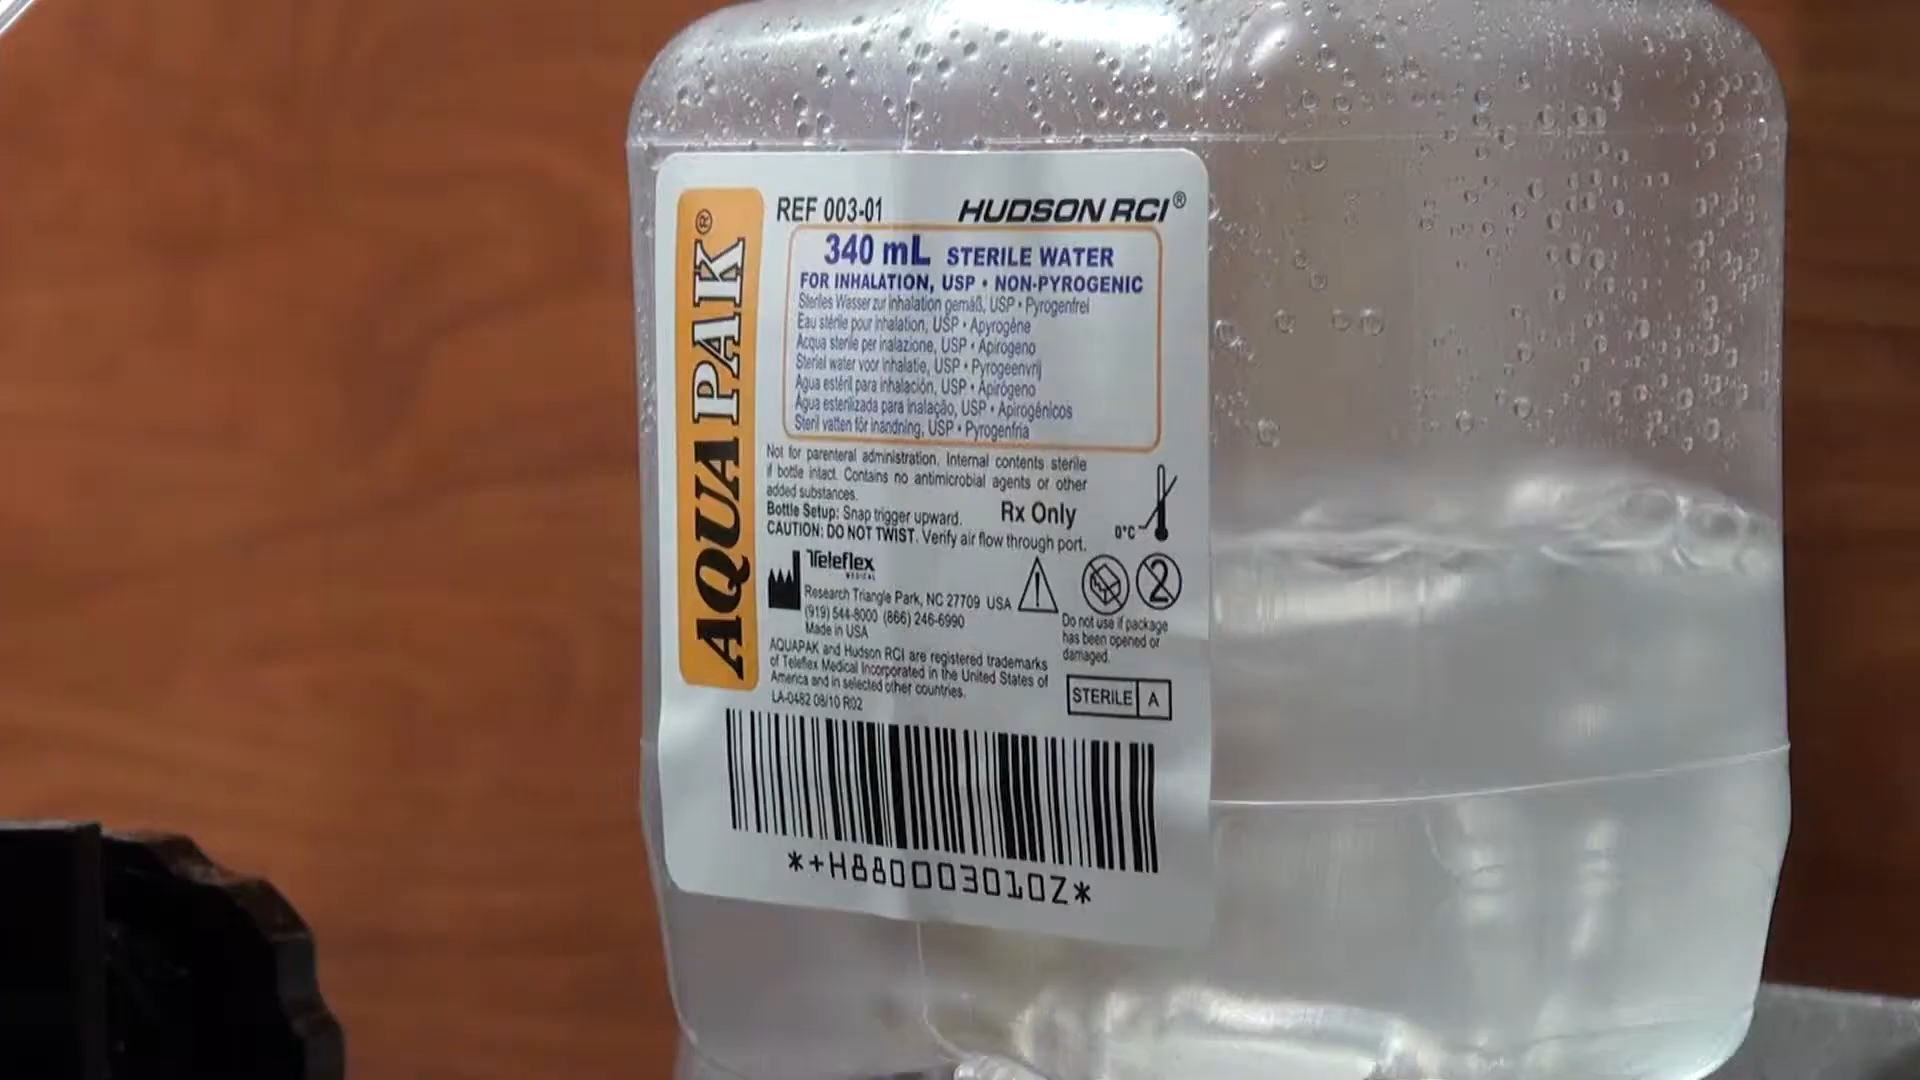 AQUAPAK®
REF 003-01 HUDSON RCI®
340 mL STERILE WATER
FOR INHALATION, USP • NON-PYROGENIC
Steriles Wasser zur Inhalation gemäß, USP • Pyrogenfrei
Eau stérile pour inhalation, USP • Apyrogène
Acqua sterile per inalazione, USP • Apirogeno
Steriel water voor inhalatie, USP • Pyrogeenvrij
Agua estéril para inhalación, USP • Apirógeno
Água esterilizada para inalação, USP • Apirogénicos
Steril vatten för inandning, USP • Pyrogenfria
Not for parenteral administration. Internal contents sterile
if bottle intact. Contains no antimicrobial agents or other
added substances.
Rx Only
Bottle Setup: Snap trigger upward.
CAUTION: DO NOT TWIST. Verify air flow through port.
0°C
Teleflex
MEDICAL
Research Triangle Park, NC 27709 USA
(919) 544-8000 (866) 246-6990
Made in USA
2
Do not use if package
has been opened or
damaged.
AQUAPAK and Hudson RCI are registered trademarks
of Teleflex Medical Incorporated in the United States of
America and in selected other countries.
LA-0482 08/10 R02
STERILE A
*+H880003010Z*